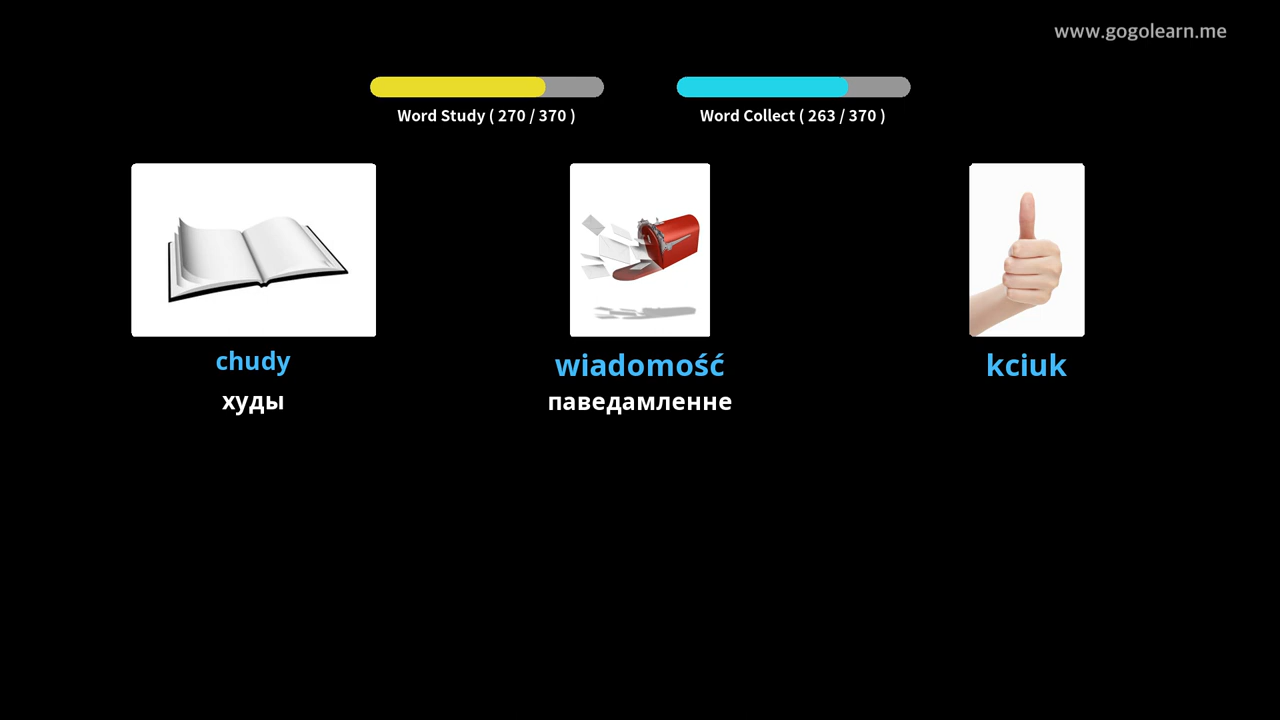 www.gogolearn.me
Word Study ( 270 / 370 )
Word Collect ( 263 / 370 )
chudy
худы
wiadomość
паведамленне
kciuk